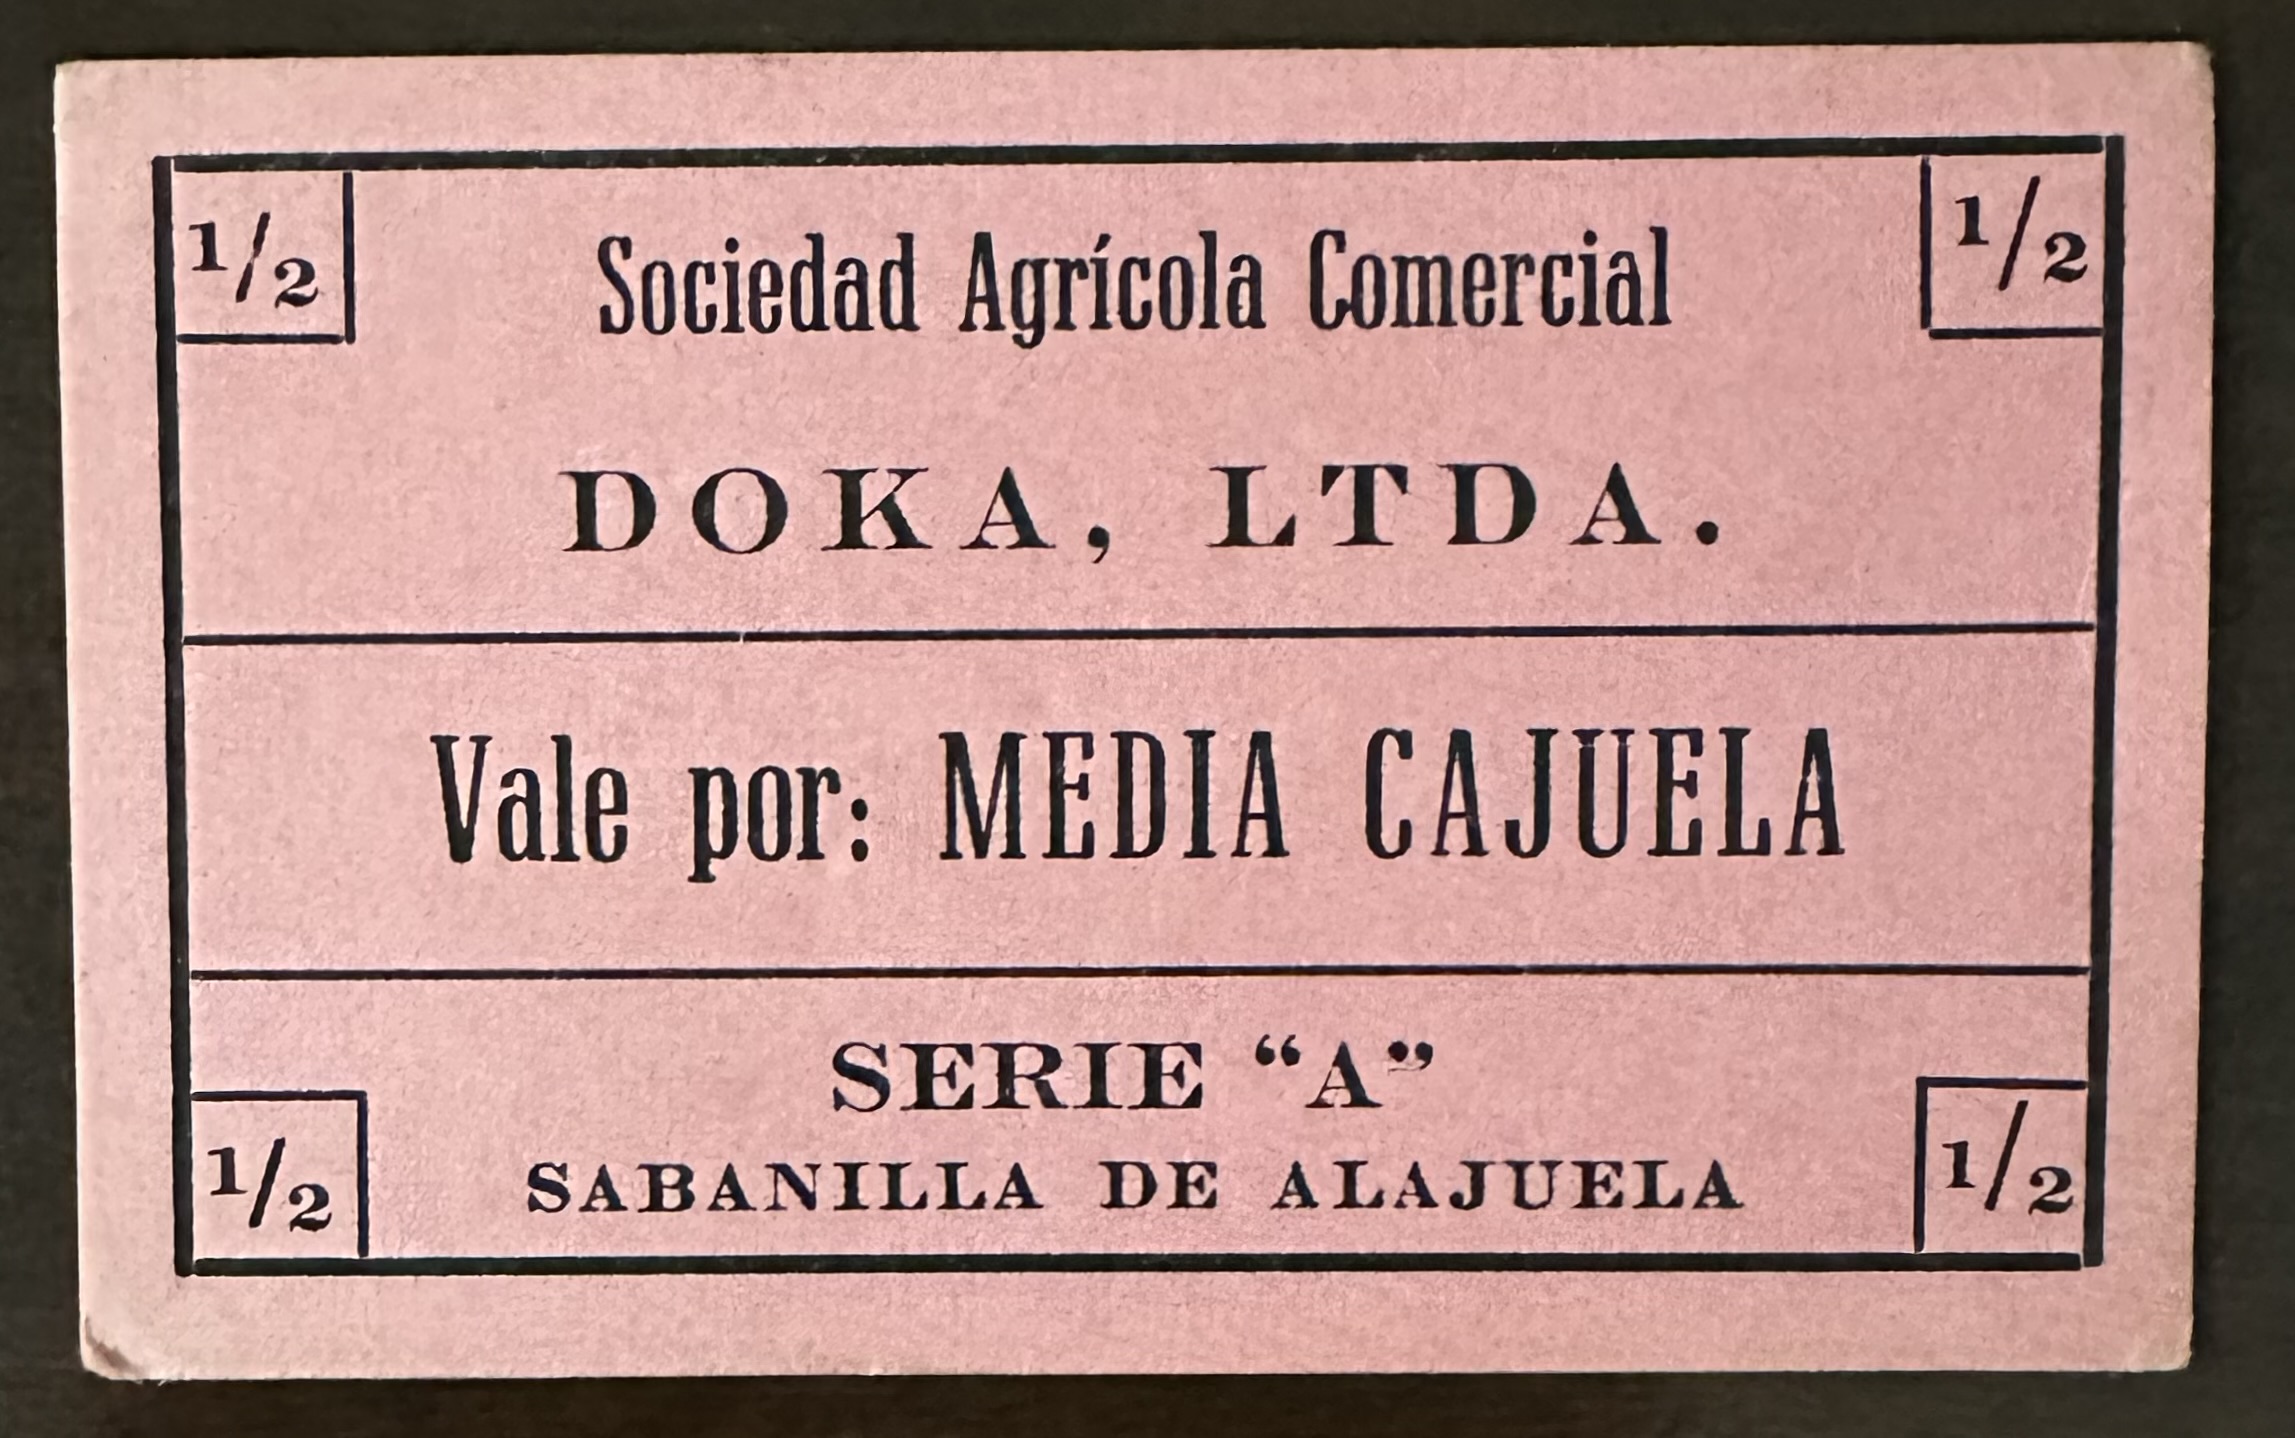 1/2
1/2
Sociedad Agrícola Comercial
DOKA, LTDA.
Vale por: MEDIA CAJUELA
SERIE “A”
SABANILLA DE ALAJUELA
1/2
1/2